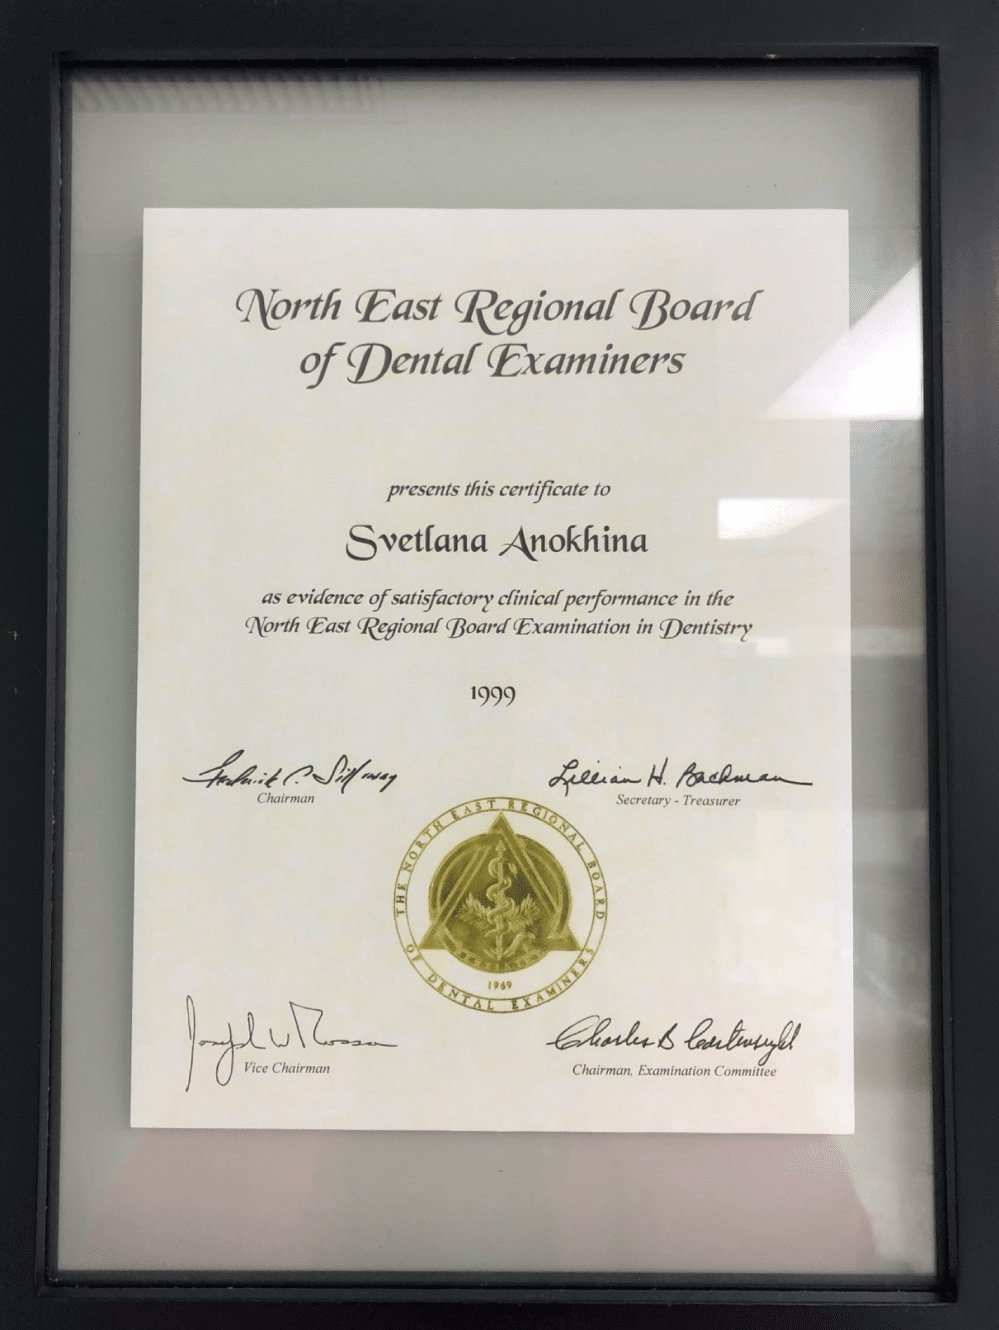 North East Regional Board
of Dental Examiners
presents this certificate to
Svetlana Anokhina
as evidence of satisfactory clinical performance in the
North East Regional Board Examination in Dentistry
1999
Chairman
Lillian H. Backman
Secretary - Treasurer
THE NORTH EAST REGIONAL BOARD
OF DENTAL EXAMINERS
1969
Joseph W
Vice Chairman
Charles B Cartwright
Chairman, Examination Committee